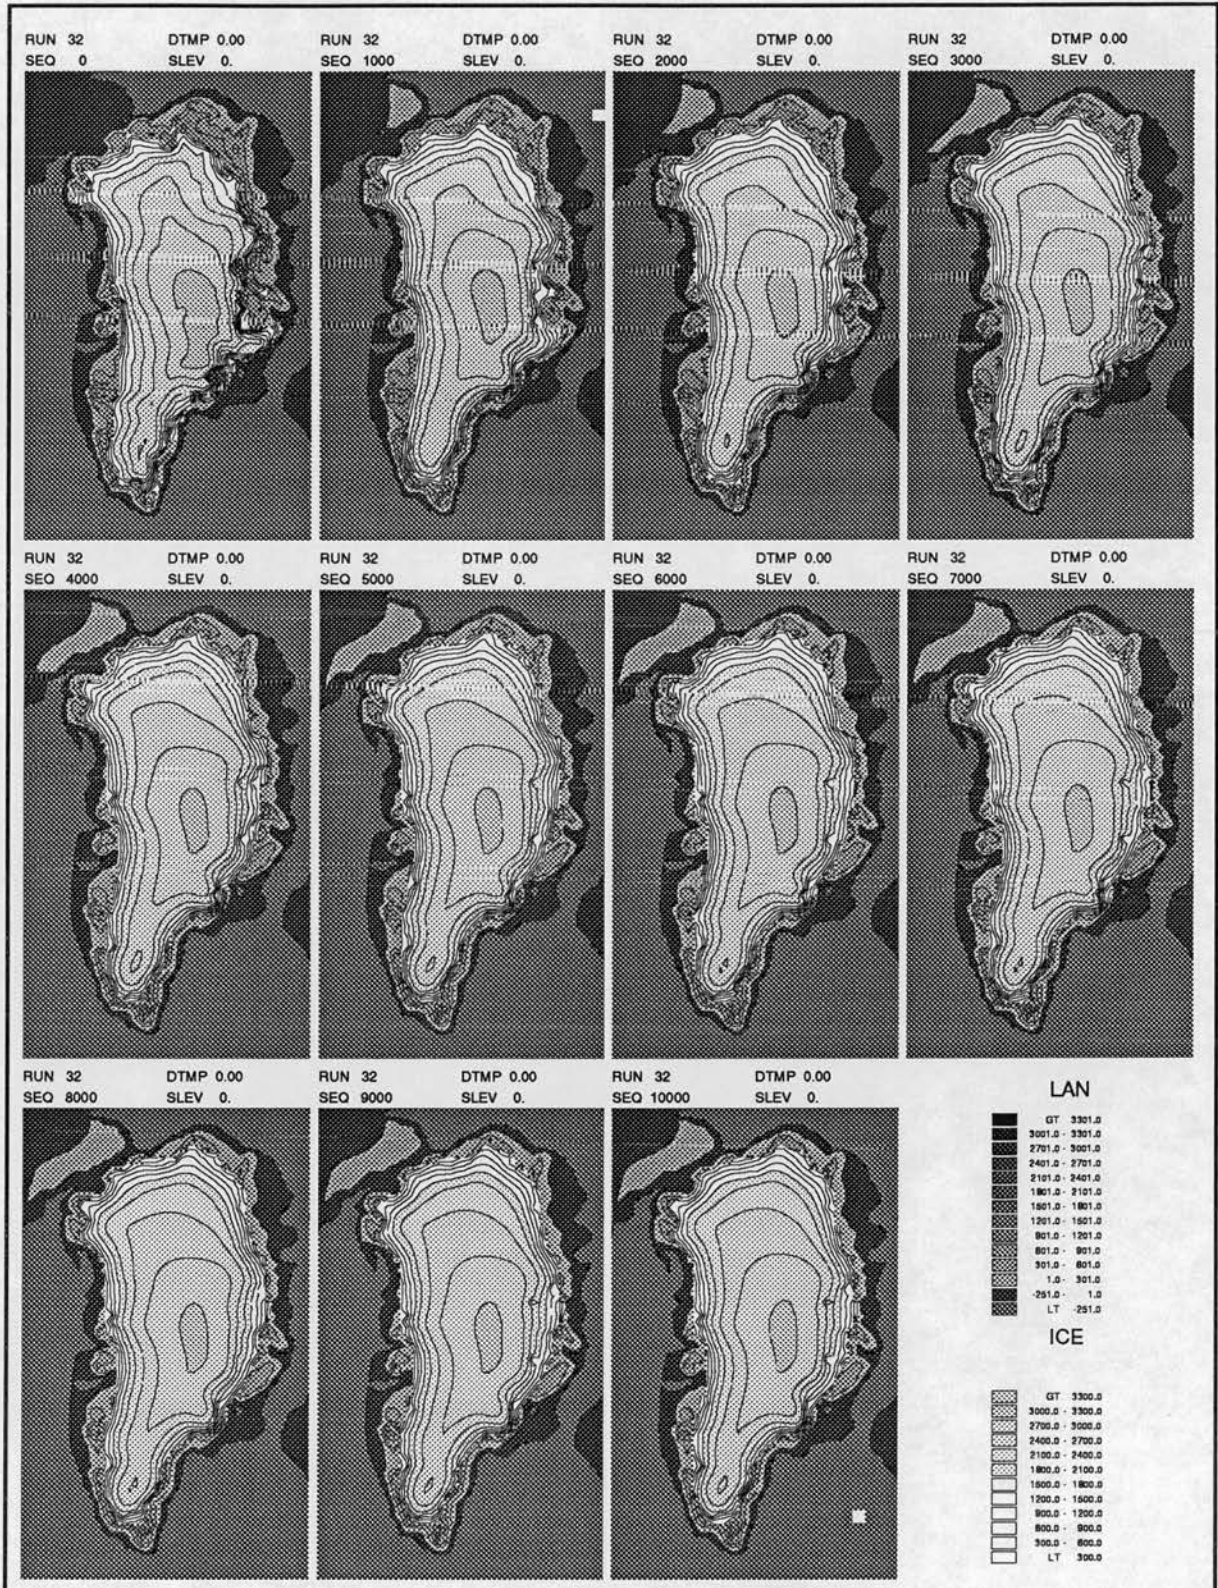 RUN 32 DTMP 0.00
SEQ 0 SLEV 0.
RUN 32 DTMP 0.00
SEQ 1000 SLEV 0.
RUN 32 DTMP 0.00
SEQ 2000 SLEV 0.
RUN 32 DTMP 0.00
SEQ 3000 SLEV 0.
RUN 32 DTMP 0.00
SEQ 4000 SLEV 0.
RUN 32 DTMP 0.00
SEQ 5000 SLEV 0.
RUN 32 DTMP 0.00
SEQ 6000 SLEV 0.
RUN 32 DTMP 0.00
SEQ 7000 SLEV 0.
RUN 32 DTMP 0.00
SEQ 8000 SLEV 0.
RUN 32 DTMP 0.00
SEQ 9000 SLEV 0.
RUN 32 DTMP 0.00
SEQ 10000 SLEV 0.
LAN
GT 3301.0
3001.0 - 3301.0
2701.0 - 3001.0
2401.0 - 2701.0
2101.0 - 2401.0
1801.0 - 2101.0
1501.0 - 1801.0
1201.0 - 1501.0
901.0 - 1201.0
601.0 - 901.0
301.0 - 601.0
1.0 - 301.0
-251.0 - 1.0
LT -251.0
ICE
GT 3300.0
3000.0 - 3300.0
2700.0 - 3000.0
2400.0 - 2700.0
2100.0 - 2400.0
1800.0 - 2100.0
1500.0 - 1800.0
1200.0 - 1500.0
900.0 - 1200.0
600.0 - 900.0
300.0 - 600.0
LT 300.0